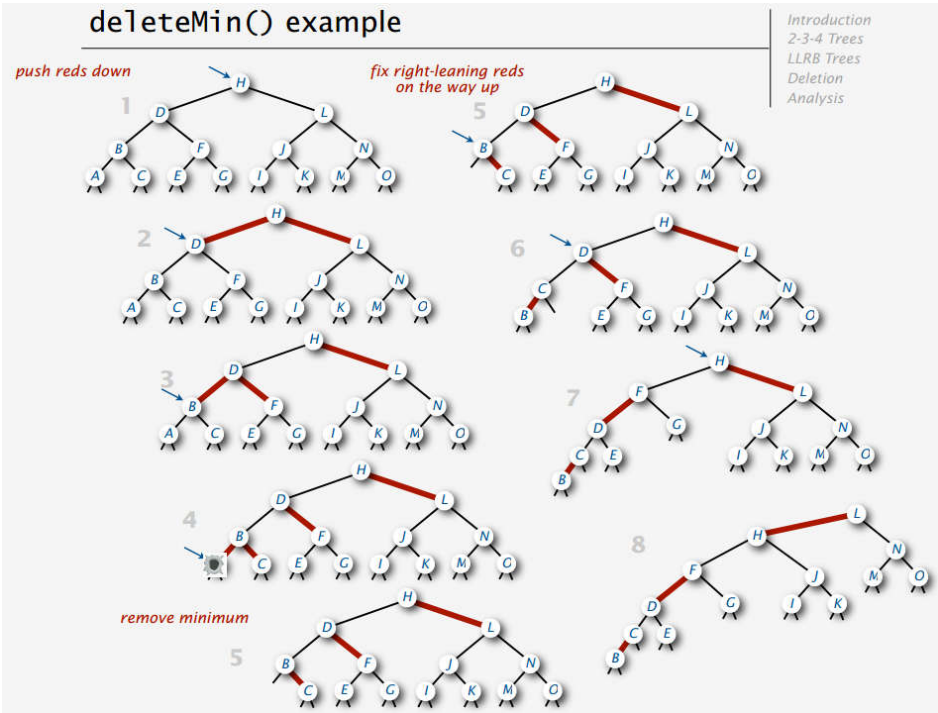 deleteMin() example
Introduction
2-3-4 Trees
LLRB Trees
Deletion
Analysis
push reds down
1
H
D L
B F J N
A C E G I K M O
2
H
D L
B F J N
A C E G I K M O
3
H
D L
B F J N
A C E G I K M O
4
H
D L
B F J N
C E G I K M O
remove minimum
5
H
D L
B F J N
C E G I K M O
fix right-leaning reds
on the way up
5
H
D L
B F J N
C E G I K M O
6
H
D L
C F J N
B E G I K M O
7
H
F L
D G J N
C E I K M O
B
8
L
H N
F J M O
D G I K
C E
B